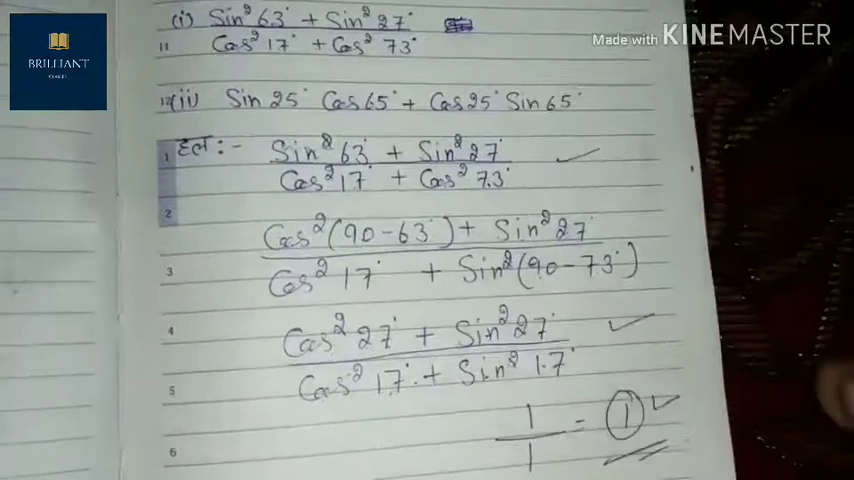 BRILLIANT
Made with KINEMASTER
(i) Sin² 63° + Sin² 27°
Cos² 17° + Cos² 73°
(ii) Sin 25° Cos 65° + Cos 25° Sin 65°
हल :- Sin² 63° + Sin² 27°
Cos² 17° + Cos² 73°
Cos² (90 - 63°) + Sin² 27°
Cos² 17° + Sin² (90 - 73°)
Cos² 27° + Sin² 27°
Cos² 17° + Sin² 17°
1
1 = 1